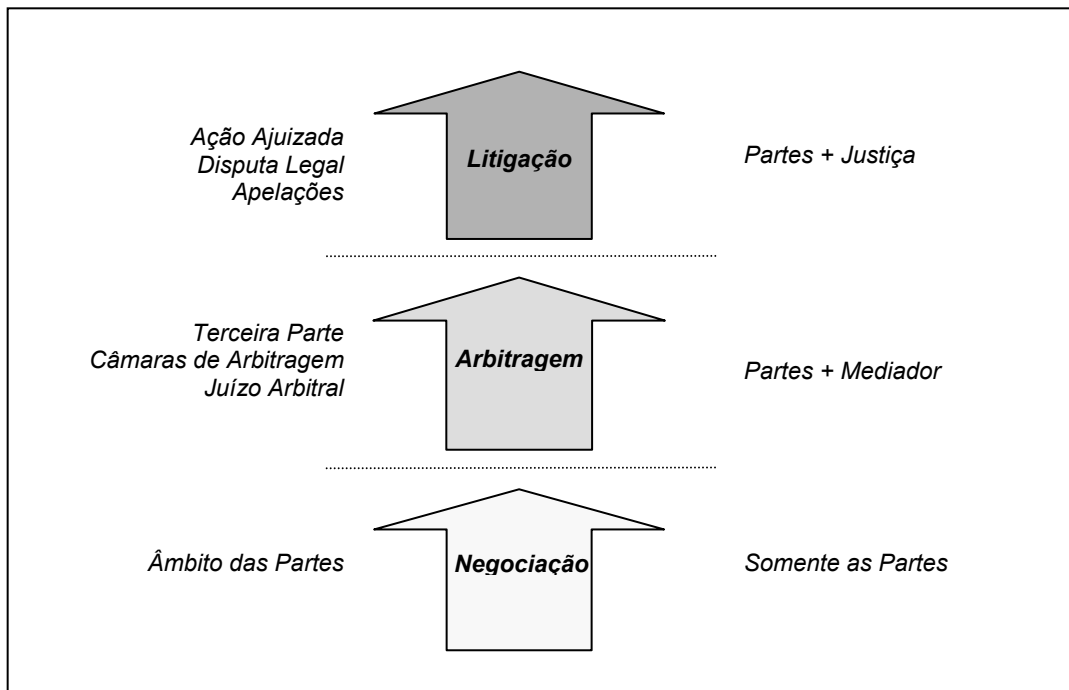 Ação Ajuizada
Disputa Legal
Apelações
Litigação
Partes + Justiça
Terceira Parte
Câmaras de Arbitragem
Juízo Arbitral
Arbitragem
Partes + Mediador
Âmbito das Partes
Negociação
Somente as Partes